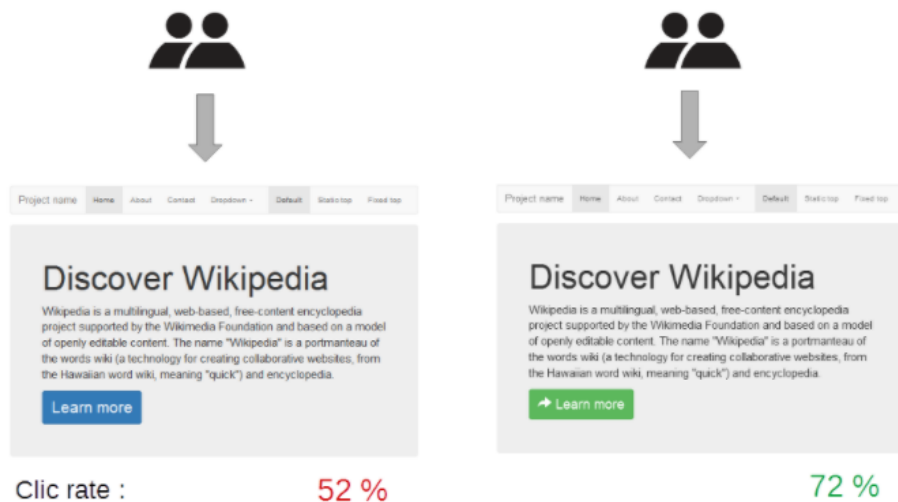 Project name Home About Contact Dropdown Default Static top Fixed top
Discover Wikipedia
Wikipedia is a multilingual, web-based, free-content encyclopedia
project supported by the Wikimedia Foundation and based on a model
of openly editable content. The name "Wikipedia" is a portmanteau of
the words wiki (a technology for creating collaborative websites, from
the Hawaiian word wiki, meaning "quick") and encyclopedia.
Learn more
Clic rate : 52 %
Project name Home About Contact Dropdown Default Static top Fixed top
Discover Wikipedia
Wikipedia is a multilingual, web-based, free-content encyclopedia
project supported by the Wikimedia Foundation and based on a model
of openly editable content. The name "Wikipedia" is a portmanteau of
the words wiki (a technology for creating collaborative websites, from
the Hawaiian word wiki, meaning "quick") and encyclopedia.
Learn more
72 %